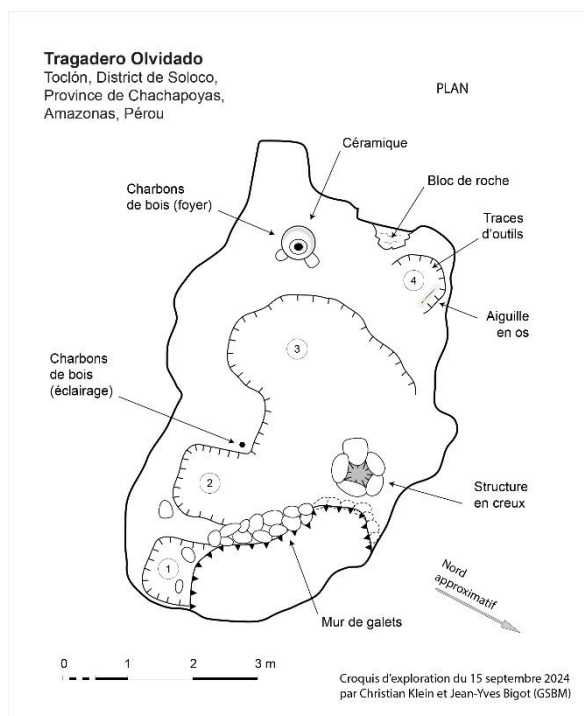 Tragadero Olvidado
Toclón, District de Soloco,
Province de Chachapoyas,
Amazonas, Pérou
PLAN
Céramique
Charbons
de bois (foyer)
Bloc de roche
Traces
d'outils
4
Aiguille
en os
3
Charbons
de bois
(éclairage)
2
Structure
en creux
1
Mur de galets
Nord
approximatif
0 1 2 3 m
Croquis d'exploration du 15 septembre 2024
par Christian Klein et Jean-Yves Bigot (GSBM)